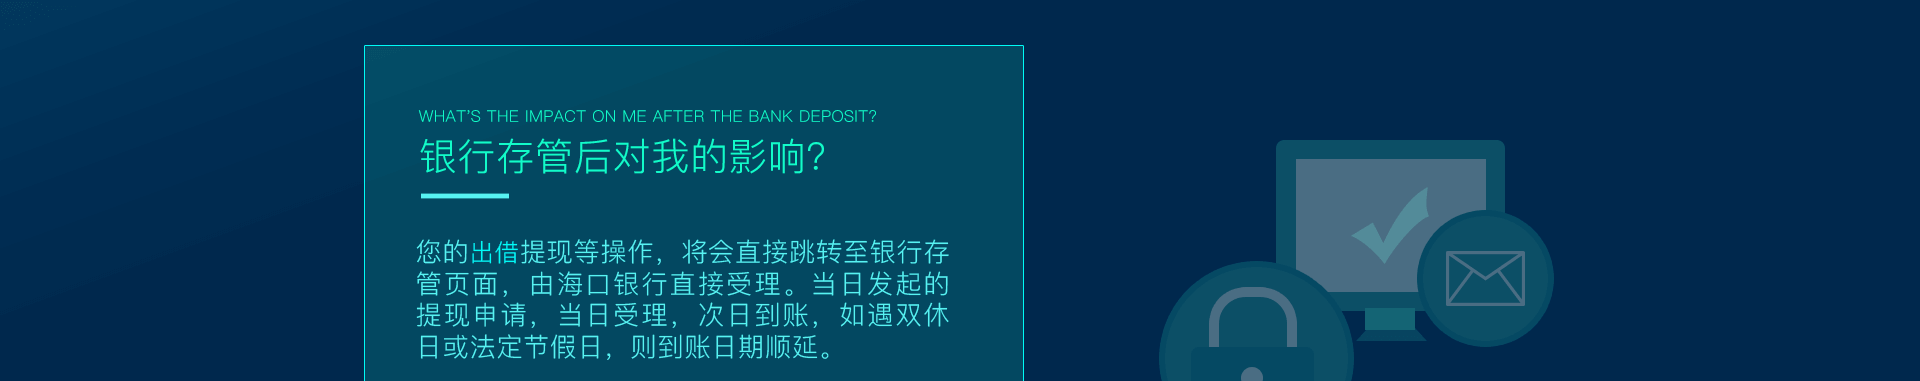 WHAT'S THE IMPACT ON ME AFTER THE BANK DEPOSIT?
银行存管后对我的影响?
您的出借提现等操作，将会直接跳转至银行存
管页面，由海口银行直接受理。当日发起的
提现申请，当日受理，次日到账，如遇双休
日或法定节假日，则到账日期顺延。